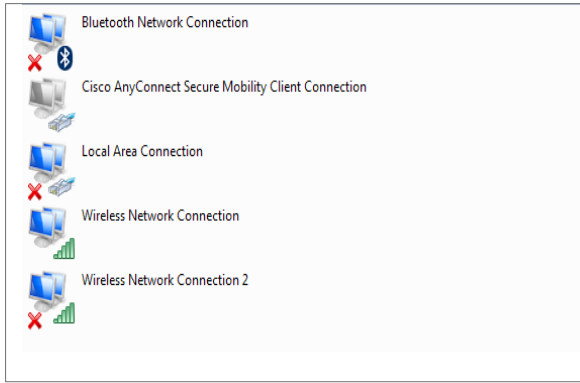 Bluetooth Network Connection
Cisco AnyConnect Secure Mobility Client Connection
Local Area Connection
Wireless Network Connection
Wireless Network Connection 2